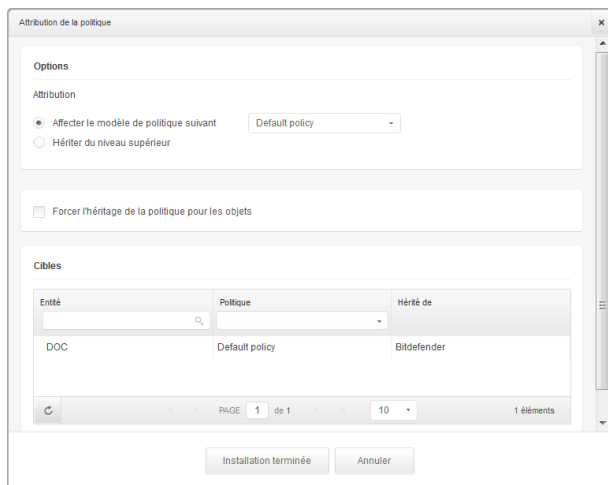 Attribution de la politique
Options
Attribution
Affecter le modèle de politique suivant Default policy
Hériter du niveau supérieur
Forcer l'héritage de la politique pour les objets
Cibles
Entité Politique Hérité de
DOC Default policy Bitdefender
PAGE 1 de 1 10 1 éléments
Installation terminée Annuler